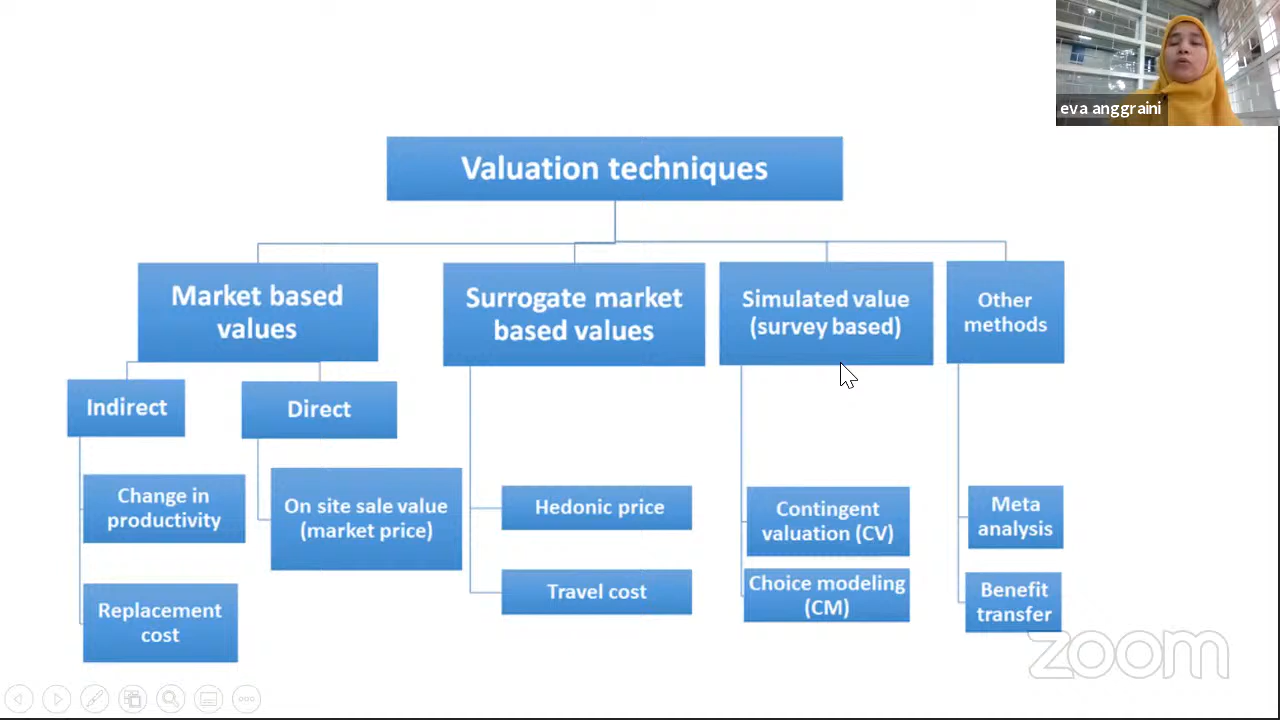 eva anggraini
Valuation techniques
Market based
values
Surrogate market
based values
Simulated value
(survey based)
Other
methods
Indirect
Direct
Change in
productivity
On site sale value
(market price)
Hedonic price
Contingent
valuation (CV)
Meta
analysis
Replacement
cost
Travel cost
Choice modeling
(CM)
Benefit
transfer
zoom